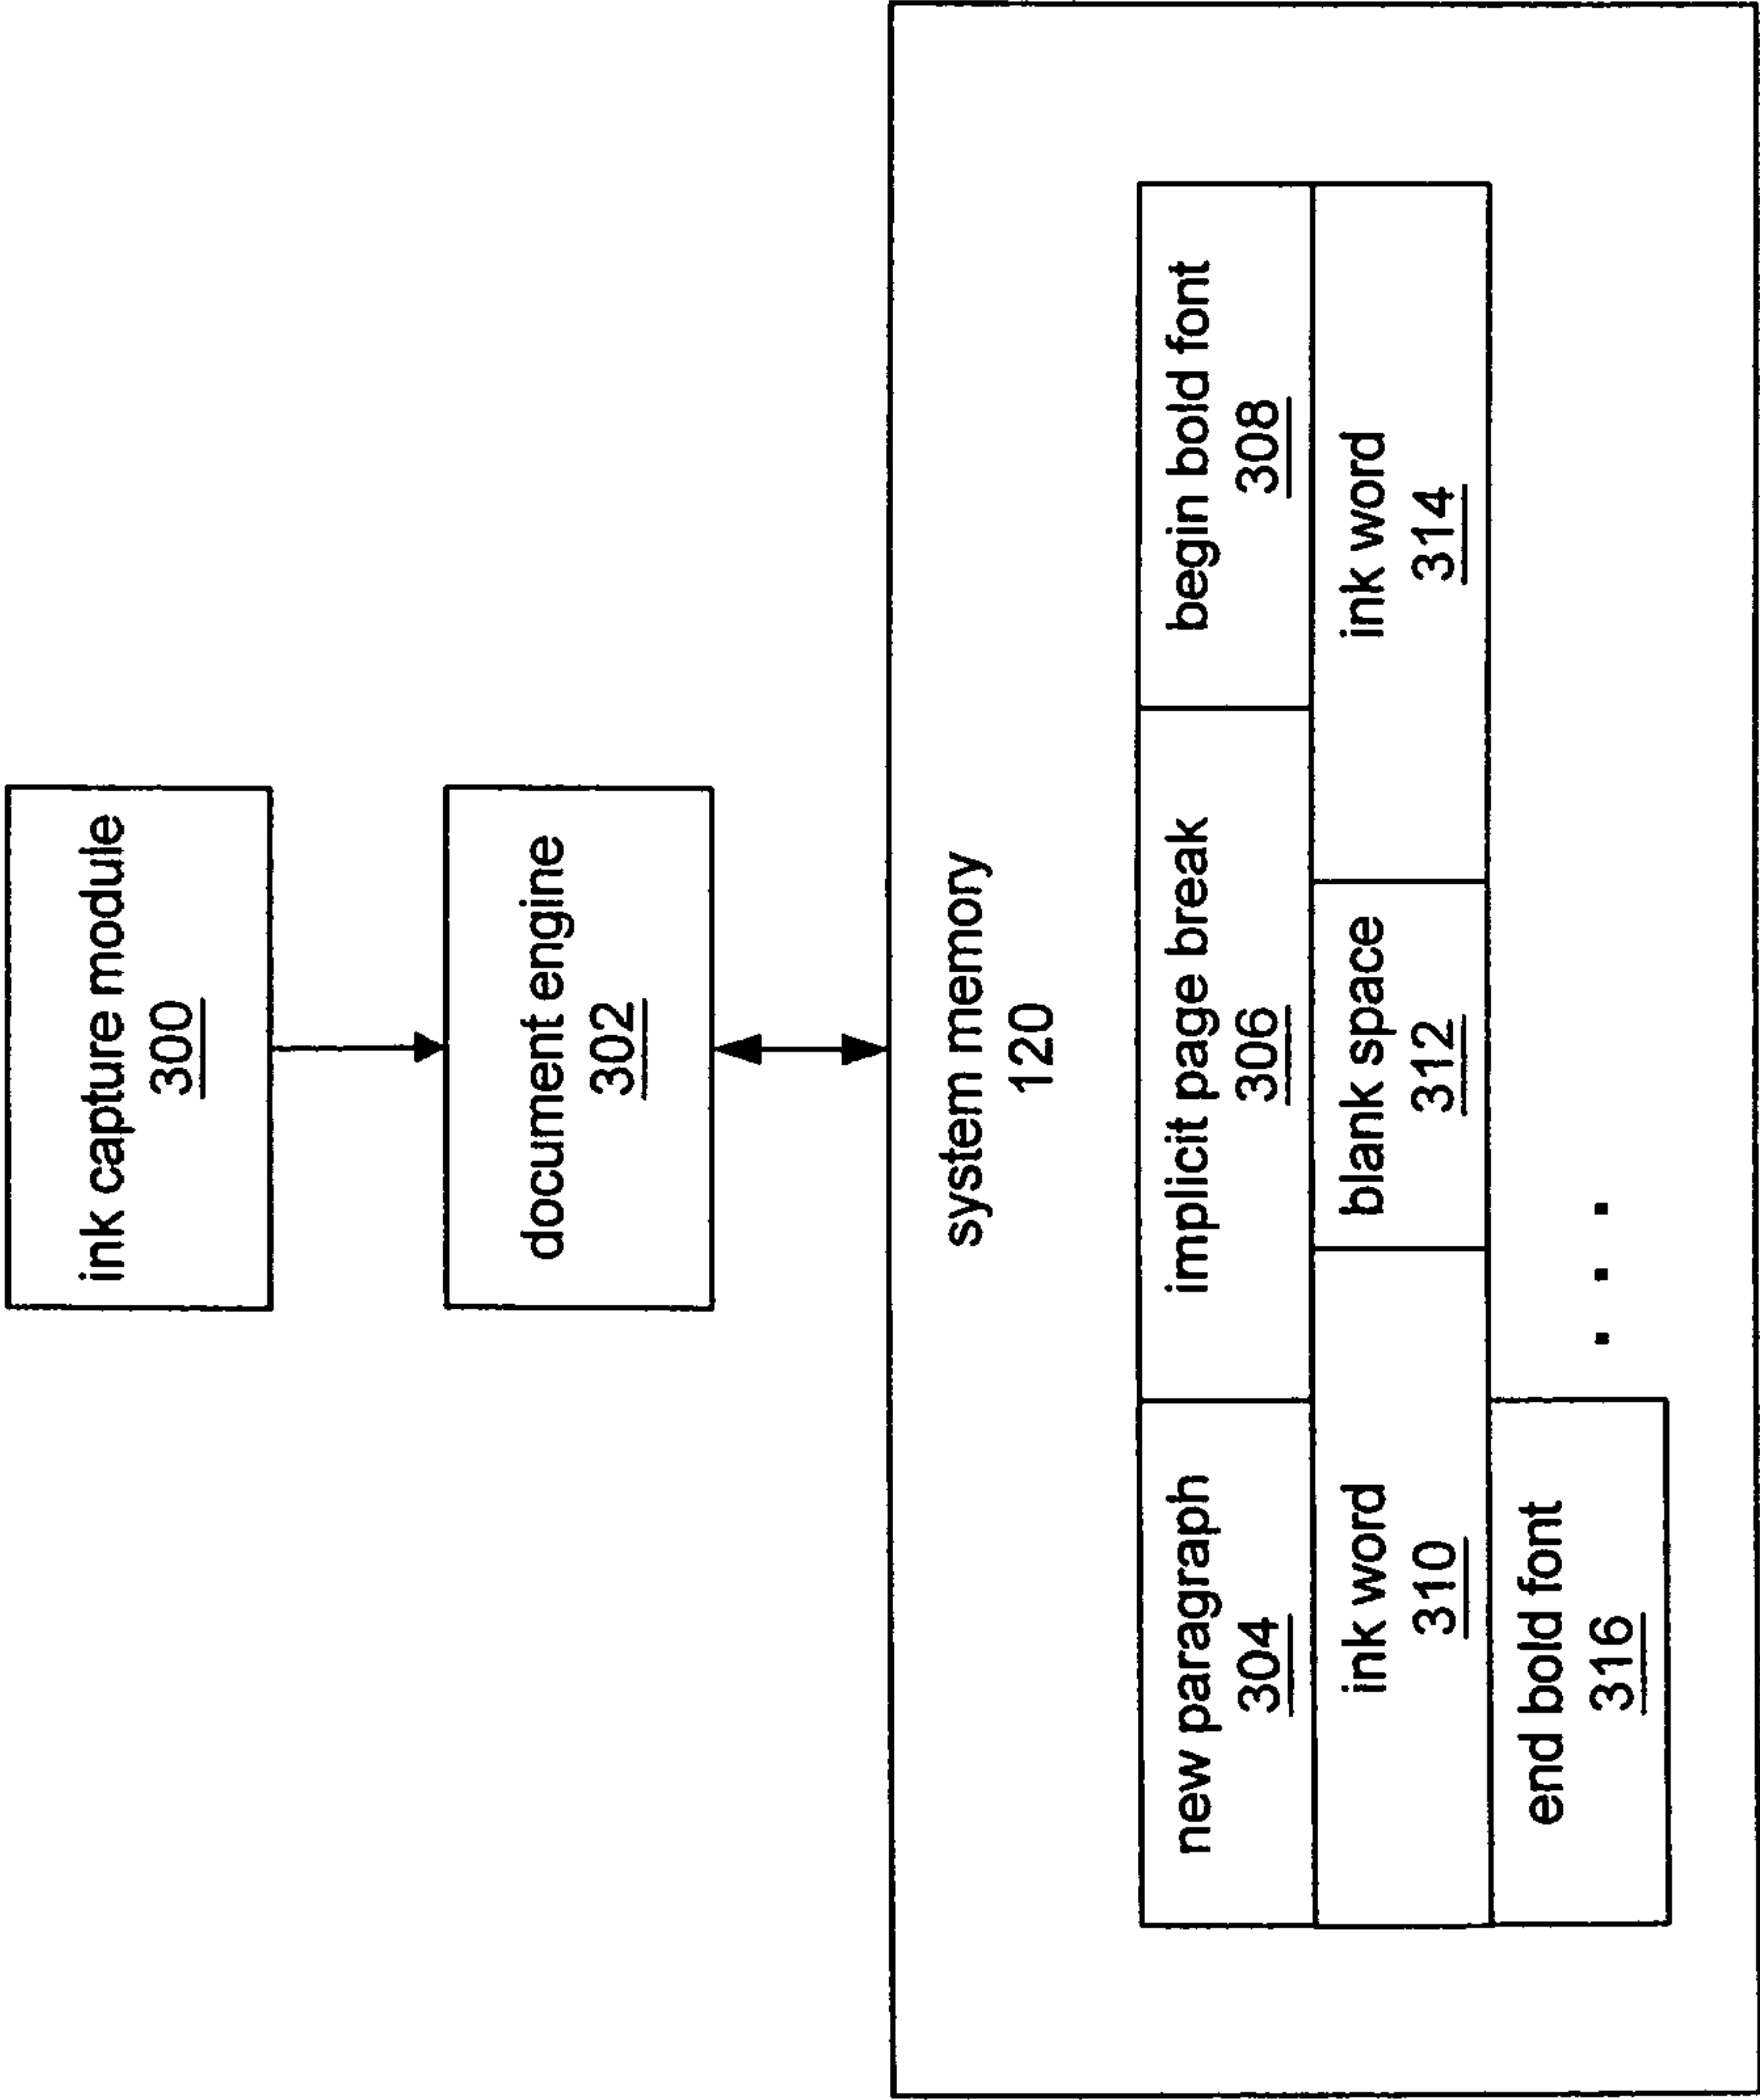 ink capture module
300
document engine
302
system memory
120
new paragraph
304
implicit page break
306
begin bold font
308
ink word
310
blank space
312
ink word
314
end bold font
316
. . .